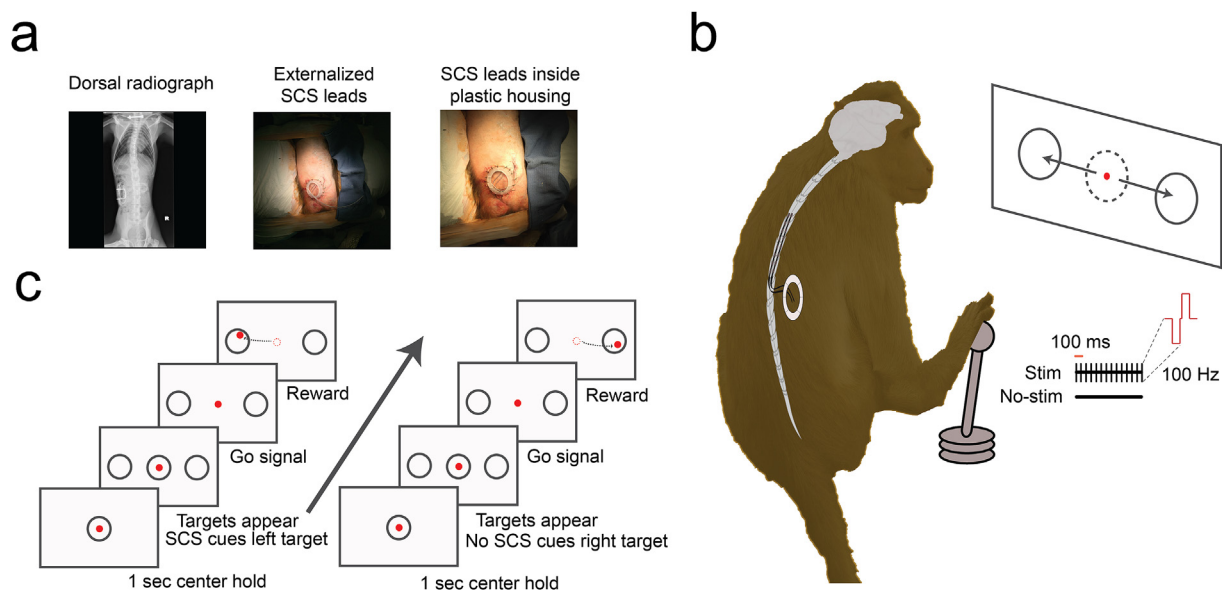 a
Dorsal radiograph
Externalized
SCS leads
SCS leads inside
plastic housing
R
b
100 ms
Stim
No-stim
100 Hz
c
Reward
Go signal
Targets appear
SCS cues left target
1 sec center hold
Reward
Go signal
Targets appear
No SCS cues right target
1 sec center hold